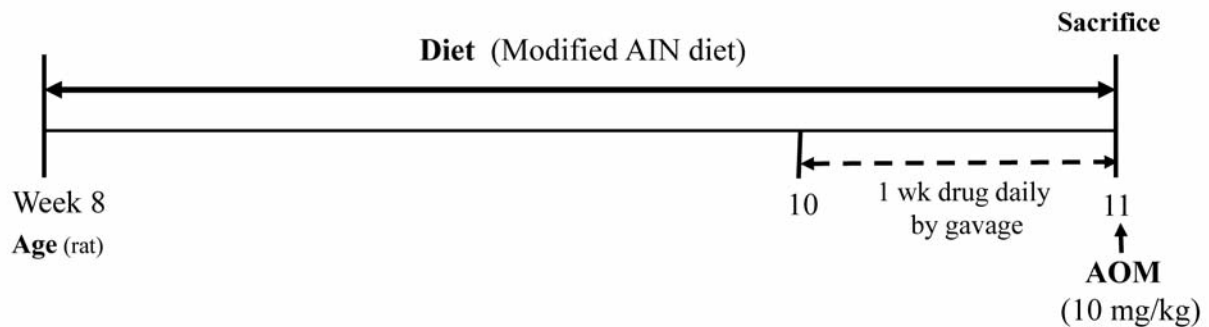 Sacrifice
Diet (Modified AIN diet)
Week 8
Age (rat)
10
1 wk drug daily
by gavage
11
AOM
(10 mg/kg)